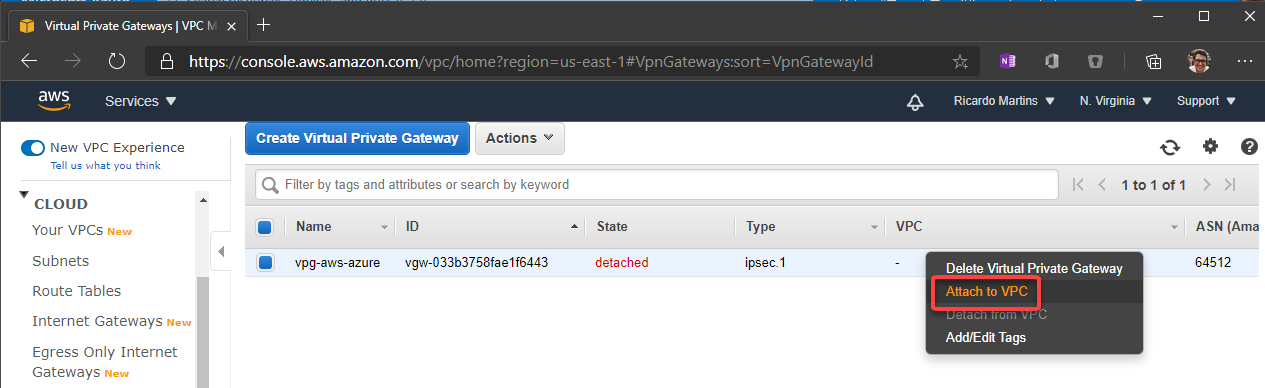 Virtual Private Gateways | VPC M
https://console.aws.amazon.com/vpc/home?region=us-east-1#VpnGateways:sort=VpnGatewayId
aws Services Ricardo Martins N. Virginia Support
New VPC Experience
Tell us what you think
Create Virtual Private Gateway Actions
Filter by tags and attributes or search by keyword 1 to 1 of 1
CLOUD
Your VPCs New
Subnets
Route Tables
Internet Gateways New
Egress Only Internet
Gateways New
Name ID State Type VPC ASN (Ama
vpg-aws-azure vgw-033b3758fae1f6443 detached ipsec.1 - 64512
Delete Virtual Private Gateway
Attach to VPC
Detach from VPC
Add/Edit Tags